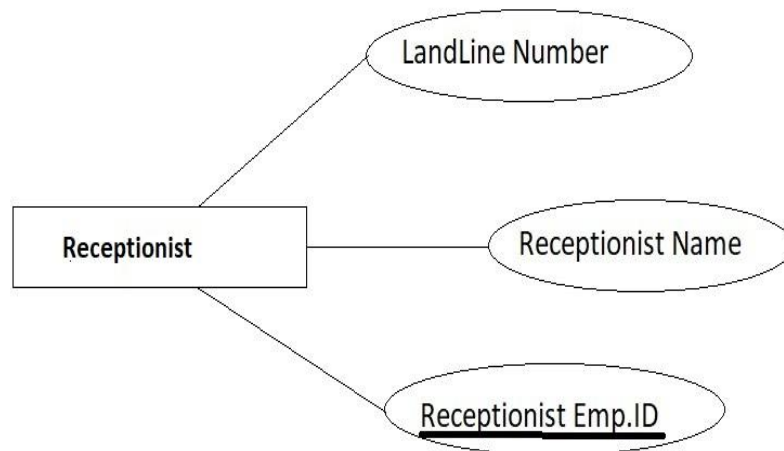 LandLine Number
Receptionist
Receptionist Name
Receptionist Emp.ID